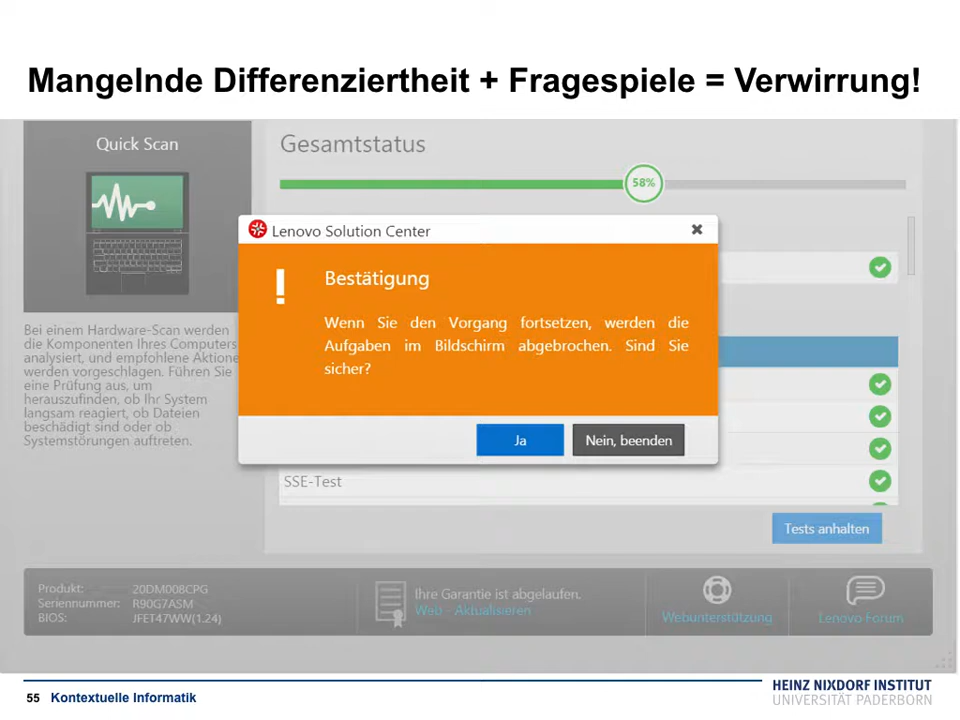 Mangelnde Differenziertheit + Fragespiele = Verwirrung!
Quick Scan
Gesamtstatus
58%
Lenovo Solution Center
Bestätigung
Wenn Sie den Vorgang fortsetzen, werden die
Aufgaben im Bildschirm abgebrochen. Sind Sie
sicher?
Ja
Nein, beenden
Bei einem Hardware-Scan werden
die Komponenten Ihres Computers
analysiert, und empfohlene Aktione
werden vorgeschlagen. Führen Sie
eine Prüfung aus, um
herauszufinden, ob Ihr System
langsam reagiert, ob Dateien
beschädigt sind oder ob
Systemstörungen auftreten.
SSE-Test
Tests anhalten
Produkt: 20DM008CPG
Seriennummer: R90G7ASM
BIOS: JFET47WW(1.24)
Ihre Garantie ist abgelaufen.
Web - Aktualisieren
Webunterstützung
Lenovo Forum
55 Kontextuelle Informatik
HEINZ NIXDORF INSTITUT
UNIVERSITÄT PADERBORN